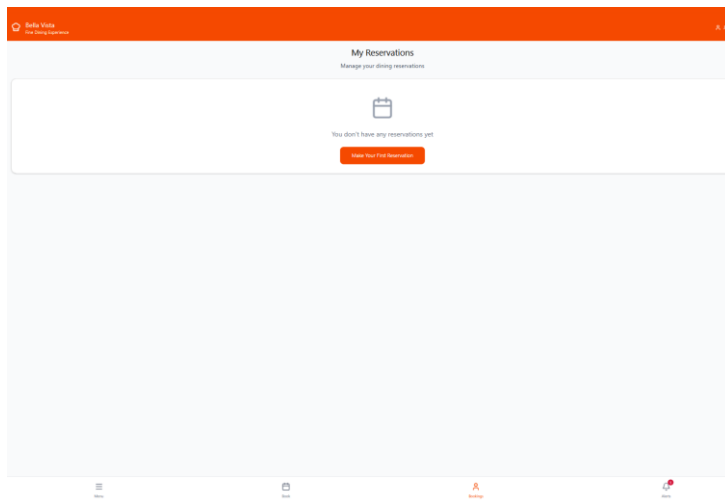 Bella Vista
Fine Dining Experience
My Reservations
Manage your dining reservations
You don't have any reservations yet
Make Your First Reservation
Menu
Book
Bookings
Alerts